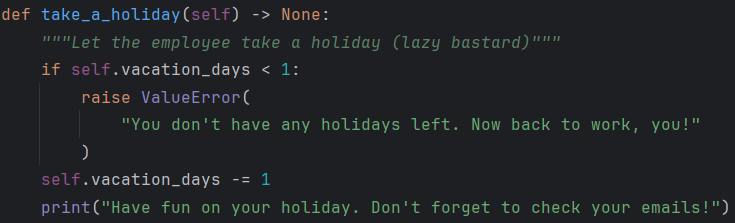 def take_a_holiday(self) -> None:
    """Let the employee take a holiday (lazy bastard)"""
    if self.vacation_days < 1:
        raise ValueError(
            "You don't have any holidays left. Now back to work, you!"
        )
    self.vacation_days -= 1
    print("Have fun on your holiday. Don't forget to check your emails!")